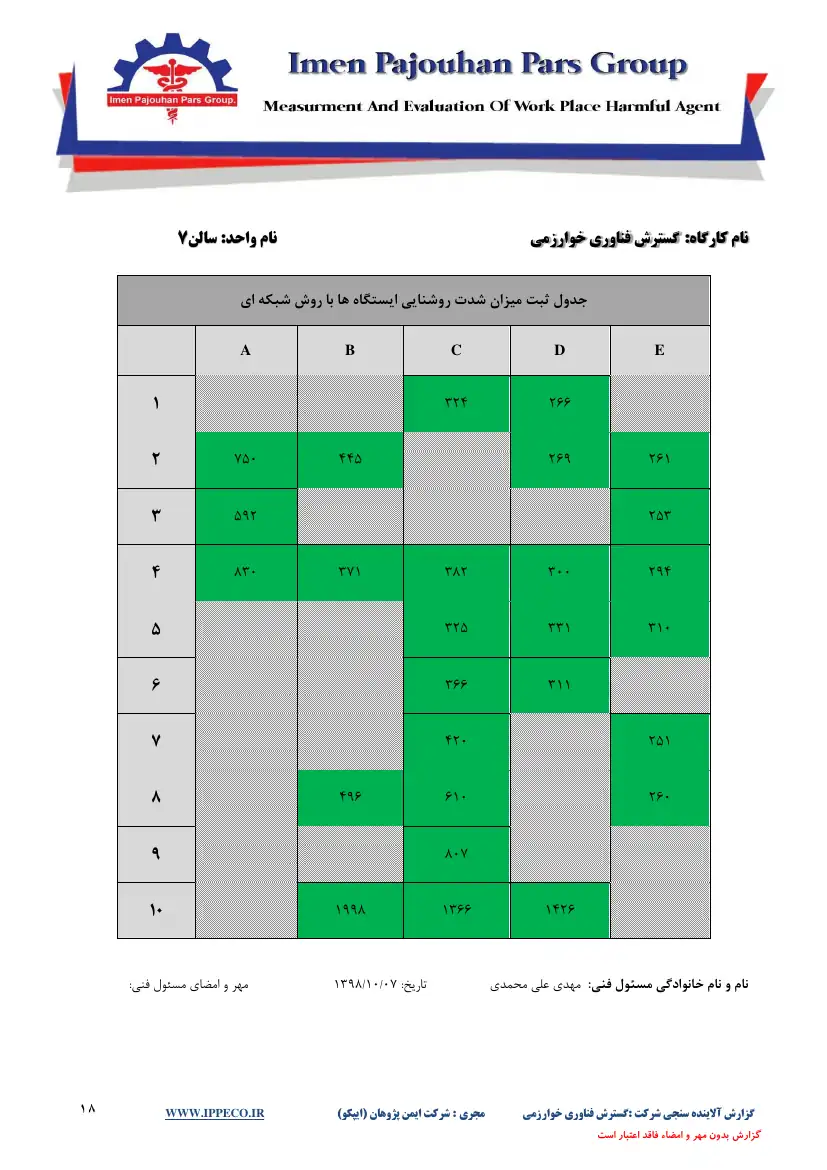 Imen Pajouhan Pars Group
Imen Pajouhan Pars Group.
Measurment And Evaluation Of Work Place Harmful Agent
نام کارگاه: گسترش فناوری خوارزمی نام واحد: سالن۷
جدول ثبت میزان شدت روشنایی ایستگاه ها با روش شبکه ای
A B C D E
۱ ۳۲۴ ۲۶۶
۲ ۷۵۰ ۴۴۵ ۲۶۹ ۲۶۱
۳ ۵۹۲ ۲۵۳
۴ ۸۳۰ ۳۷۱ ۳۸۲ ۳۰۰ ۲۹۴
۵ ۳۲۵ ۳۳۱ ۳۱۰
۶ ۳۶۶ ۳۱۱
۷ ۴۲۰ ۲۵۱
۸ ۴۹۶ ۶۱۰ ۲۶۰
۹ ۸۰۷
۱۰ ۱۹۹۸ ۱۳۶۶ ۱۴۲۶
نام و نام خانوادگی مسئول فنی: مهدی علی محمدی تاریخ: ۱۳۹۸/۱۰/۰۷ مهر و امضای مسئول فنی:
گزارش آلاینده سنجی شرکت :گسترش فناوری خوارزمی مجری : شرکت ایمن پژوهان (ایپکو) WWW.IPPECO.IR ۱۸
گزارش بدون مهر و امضاء فاقد اعتبار است